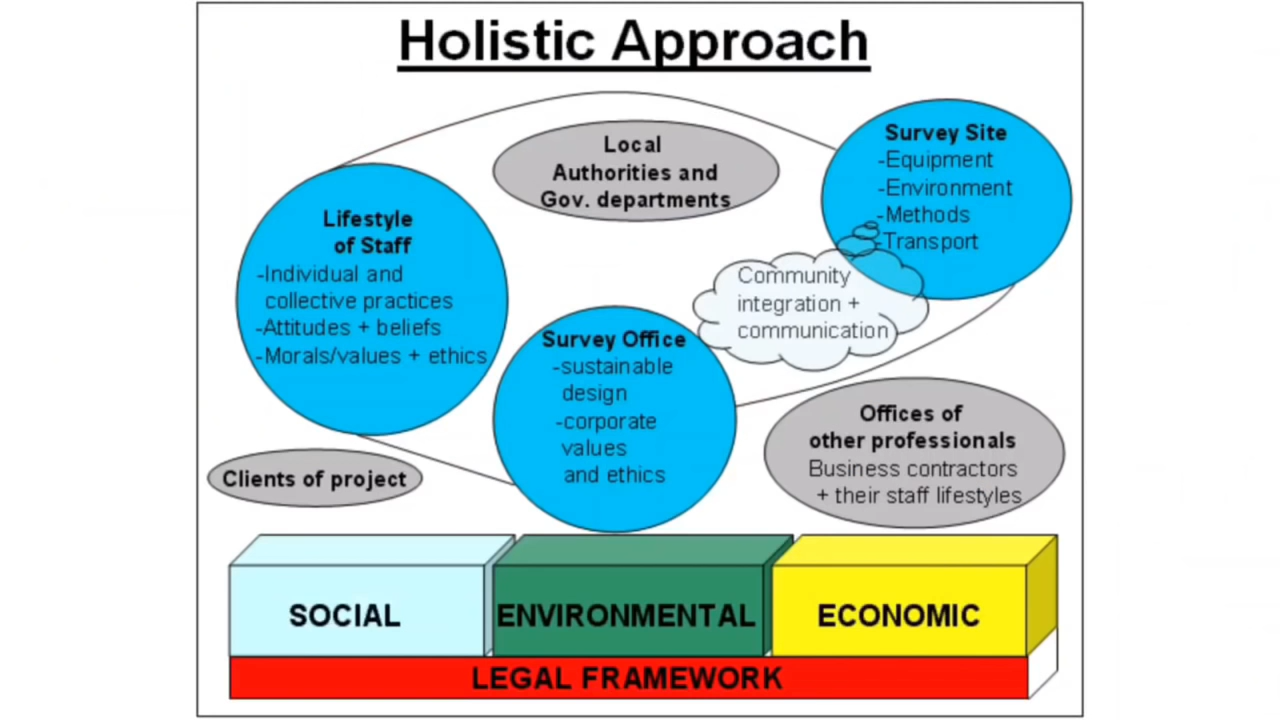 Holistic Approach
Local
Authorities and
Gov. departments
Survey Site
-Equipment
-Environment
-Methods
-Transport
Lifestyle
of Staff
-Individual and
collective practices
-Attitudes + beliefs
-Morals/values + ethics
Community
integration +
communication
Survey Office
-sustainable
design
-corporate
values
and ethics
Offices of
other professionals
Business contractors
+ their staff lifestyles
Clients of project
SOCIAL
ENVIRONMENTAL
ECONOMIC
LEGAL FRAMEWORK